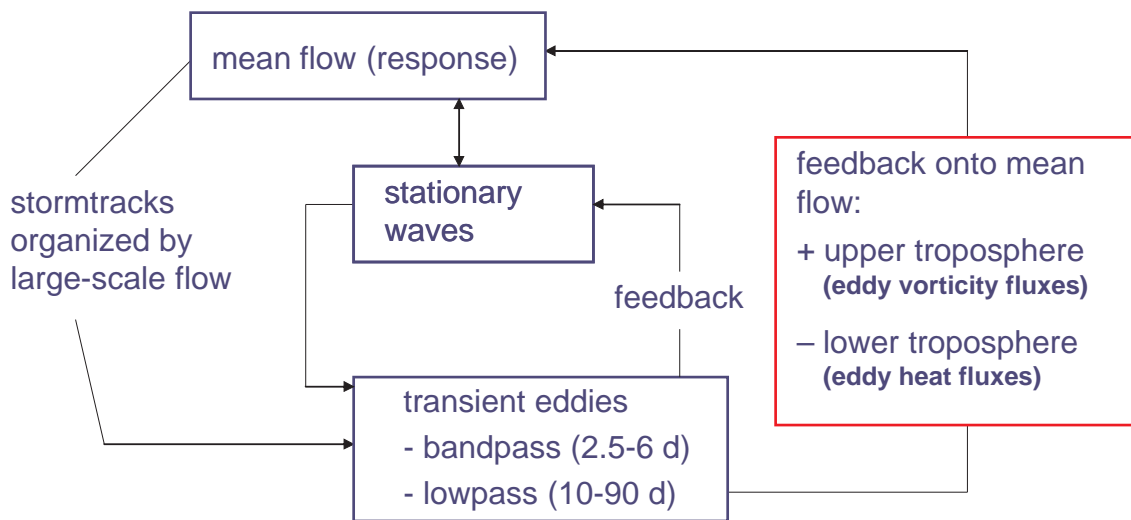 mean flow (response)
stationary
waves
stormtracks
organized by
large-scale flow
feedback
transient eddies
- bandpass (2.5-6 d)
- lowpass (10-90 d)
feedback onto mean
flow:
+ upper troposphere
(eddy vorticity fluxes)
– lower troposphere
(eddy heat fluxes)